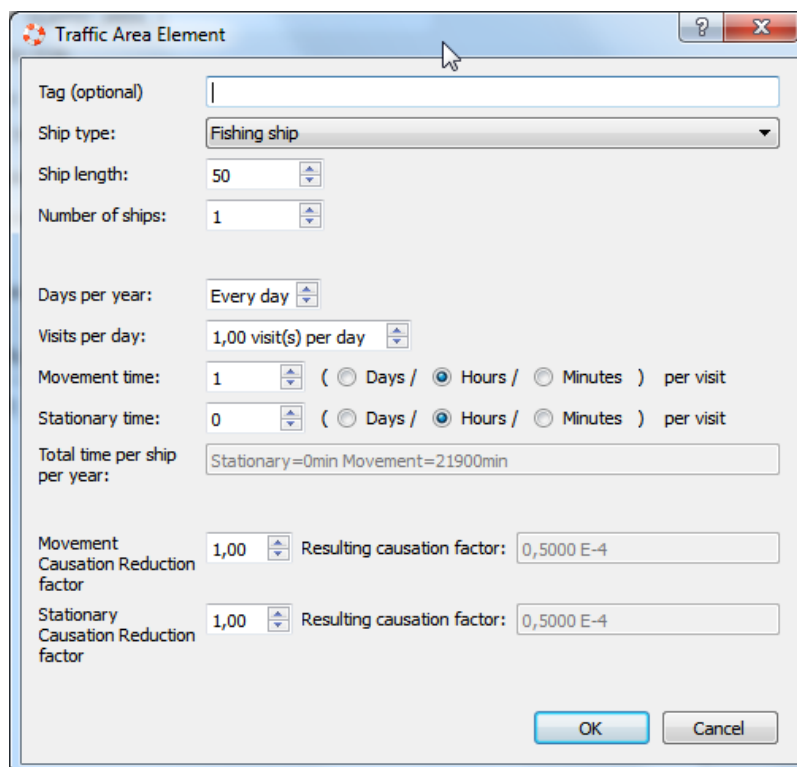 Traffic Area Element
?
X
Tag (optional)
Ship type: Fishing ship
Ship length: 50
Number of ships: 1
Days per year: Every day
Visits per day: 1,00 visit(s) per day
Movement time: 1 ( Days / Hours / Minutes ) per visit
Stationary time: 0 ( Days / Hours / Minutes ) per visit
Total time per ship
per year:
Stationary=0min Movement=21900min
Movement
Causation Reduction
factor
1,00 Resulting causation factor: 0,5000 E-4
Stationary
Causation Reduction
factor
1,00 Resulting causation factor: 0,5000 E-4
OK Cancel